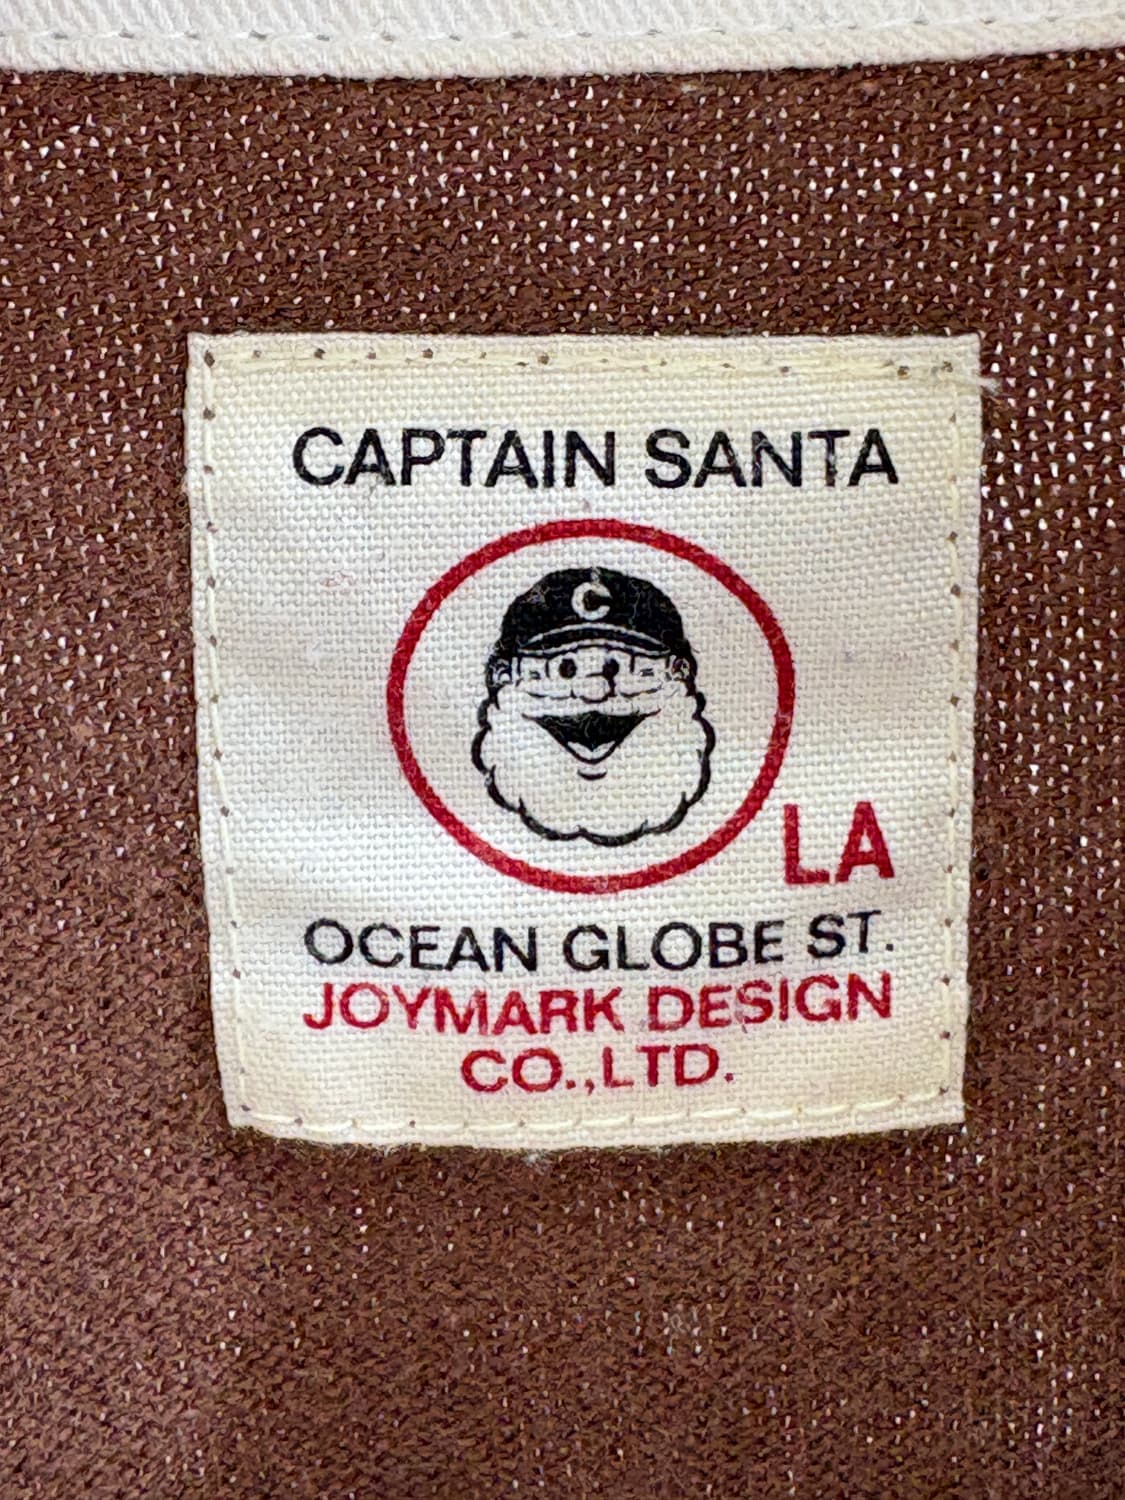 CAPTAIN SANTA
C
LA
OCEAN GLOBE ST.
JOYMARK DESIGN
CO.,LTD.